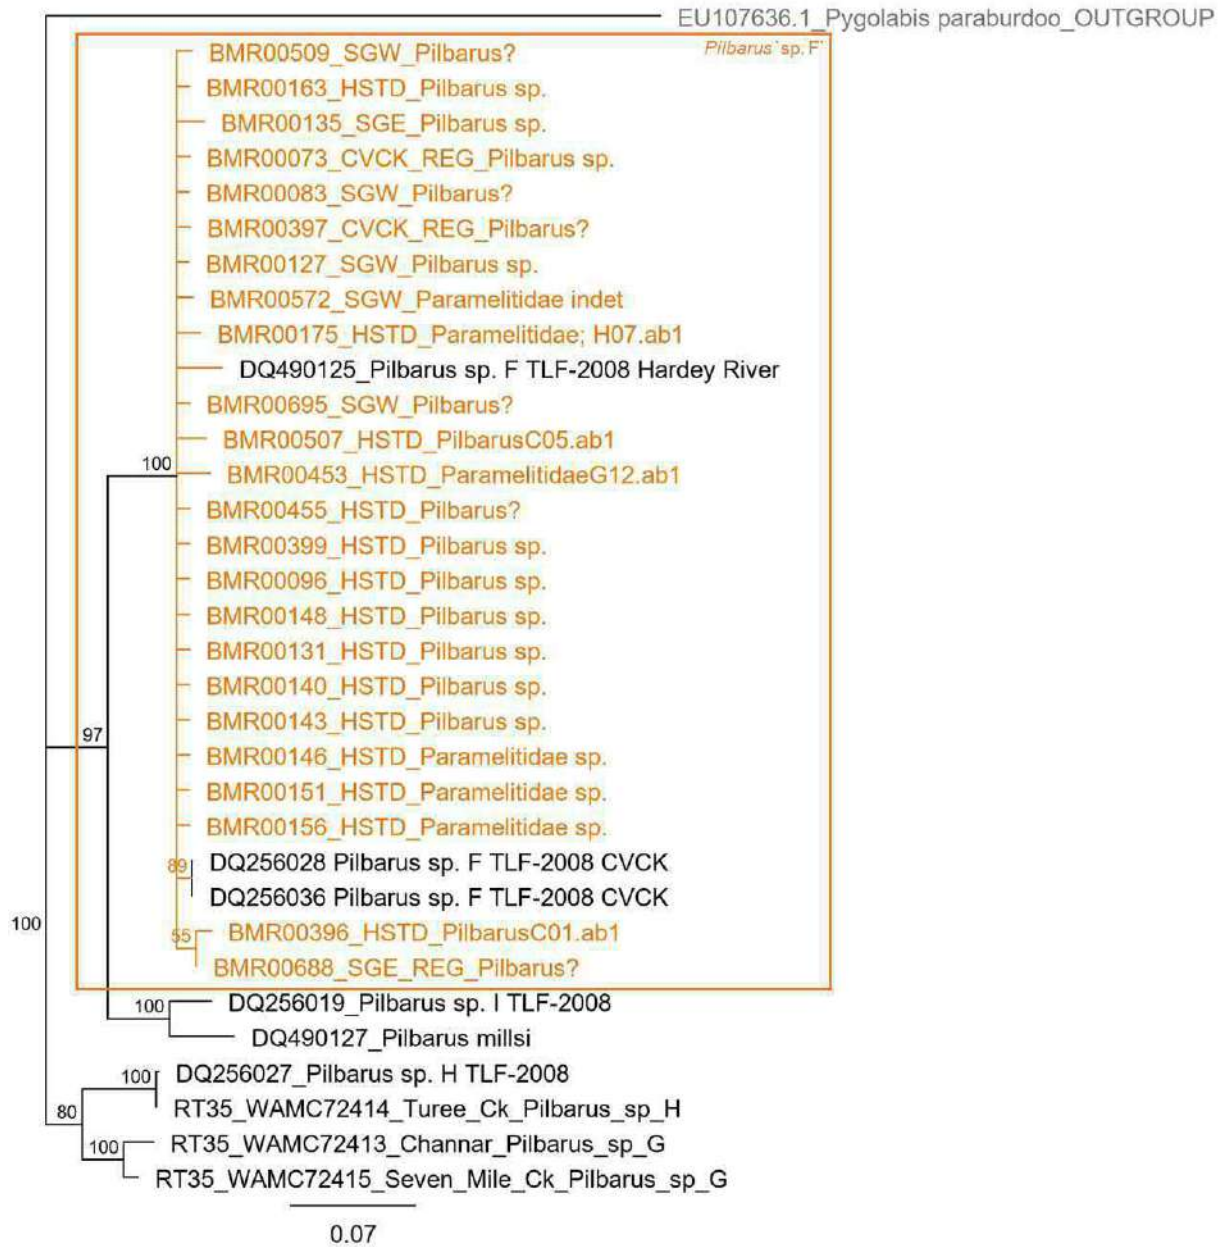 EU107636.1_Pygolabis paraburdoo_OUTGROUP
Pilbarus `sp. F`
BMR00509_SGW_Pilbarus?
BMR00163_HSTD_Pilbarus sp.
BMR00135_SGE_Pilbarus sp.
BMR00073_CVCK_REG_Pilbarus sp.
BMR00083_SGW_Pilbarus?
BMR00397_CVCK_REG_Pilbarus?
BMR00127_SGW_Pilbarus sp.
BMR00572_SGW_Paramelitidae indet
BMR00175_HSTD_Paramelitidae; H07.ab1
DQ490125_Pilbarus sp. F TLF-2008 Hardey River
BMR00695_SGW_Pilbarus?
BMR00507_HSTD_PilbarusC05.ab1
100
BMR00453_HSTD_ParamelitidaeG12.ab1
BMR00455_HSTD_Pilbarus?
BMR00399_HSTD_Pilbarus sp.
BMR00096_HSTD_Pilbarus sp.
BMR00148_HSTD_Pilbarus sp.
BMR00131_HSTD_Pilbarus sp.
BMR00140_HSTD_Pilbarus sp.
BMR00143_HSTD_Pilbarus sp.
97
BMR00146_HSTD_Paramelitidae sp.
BMR00151_HSTD_Paramelitidae sp.
BMR00156_HSTD_Paramelitidae sp.
89
DQ256028 Pilbarus sp. F TLF-2008 CVCK
DQ256036 Pilbarus sp. F TLF-2008 CVCK
100
BMR00396_HSTD_PilbarusC01.ab1
55
BMR00688_SGE_REG_Pilbarus?
100
DQ256019_Pilbarus sp. I TLF-2008
DQ490127_Pilbarus millsi
100
DQ256027_Pilbarus sp. H TLF-2008
80
RT35_WAMC72414_Turee_Ck_Pilbarus_sp_H
100
RT35_WAMC72413_Channar_Pilbarus_sp_G
RT35_WAMC72415_Seven_Mile_Ck_Pilbarus_sp_G
0.07